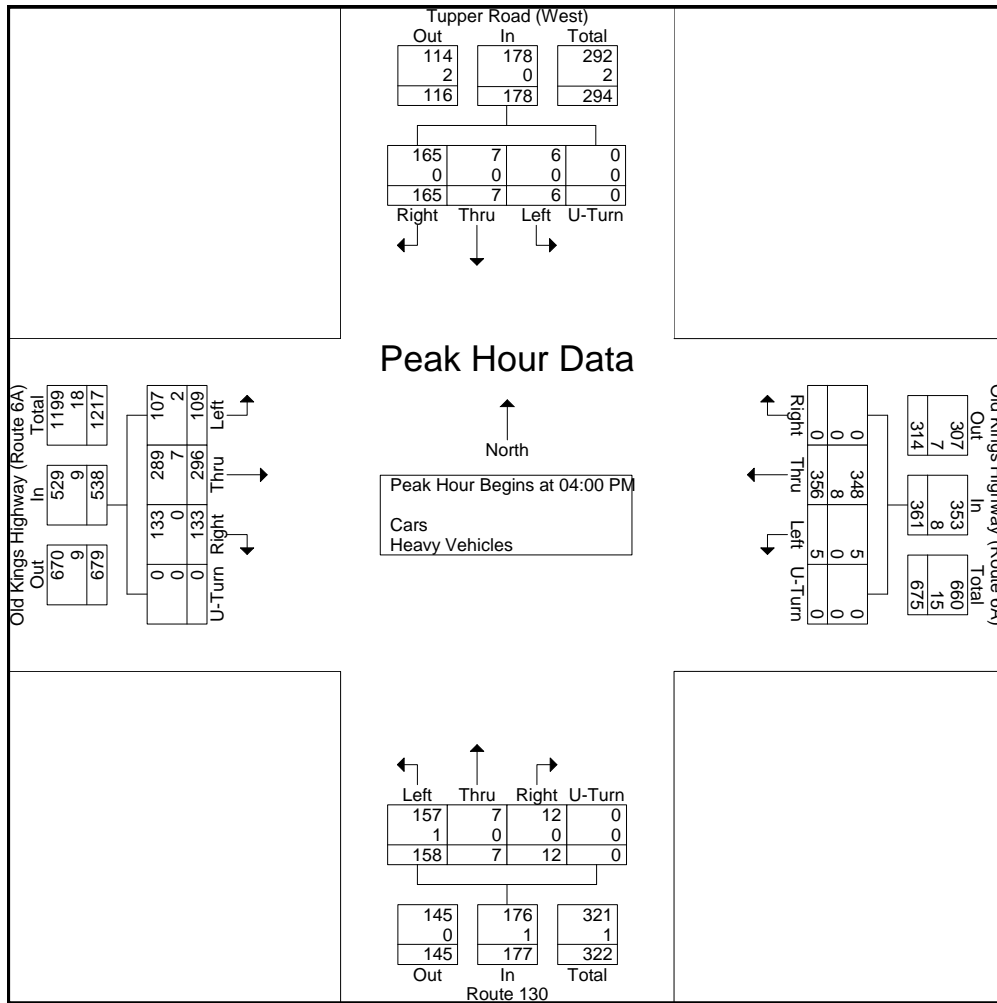 Tupper Road (West)
Out In Total
114 178 292
2 0 2
116 178 294
165 7 6 0
0 0 0 0
165 7 6 0
Right Thru Left U-Turn
Peak Hour Data
North
Peak Hour Begins at 04:00 PM
Cars
Heavy Vehicles
Old Kings Highway (Route 6A)
Total In Out
1199 529 670
18 9 9
1217 538 679
107 289 133 0
2 7 0 0
109 296 133 0
Left Thru Right U-Turn
Old Kings Highway (Route 6A)
Out In Total
307 353 660
7 8 15
314 361 675
0 348 5 0
0 8 0 0
0 356 5 0
Right Thru Left U-Turn
Left Thru Right U-Turn
157 7 12 0
1 0 0 0
158 7 12 0
145 176 321
0 1 1
145 177 322
Out In Total
Route 130